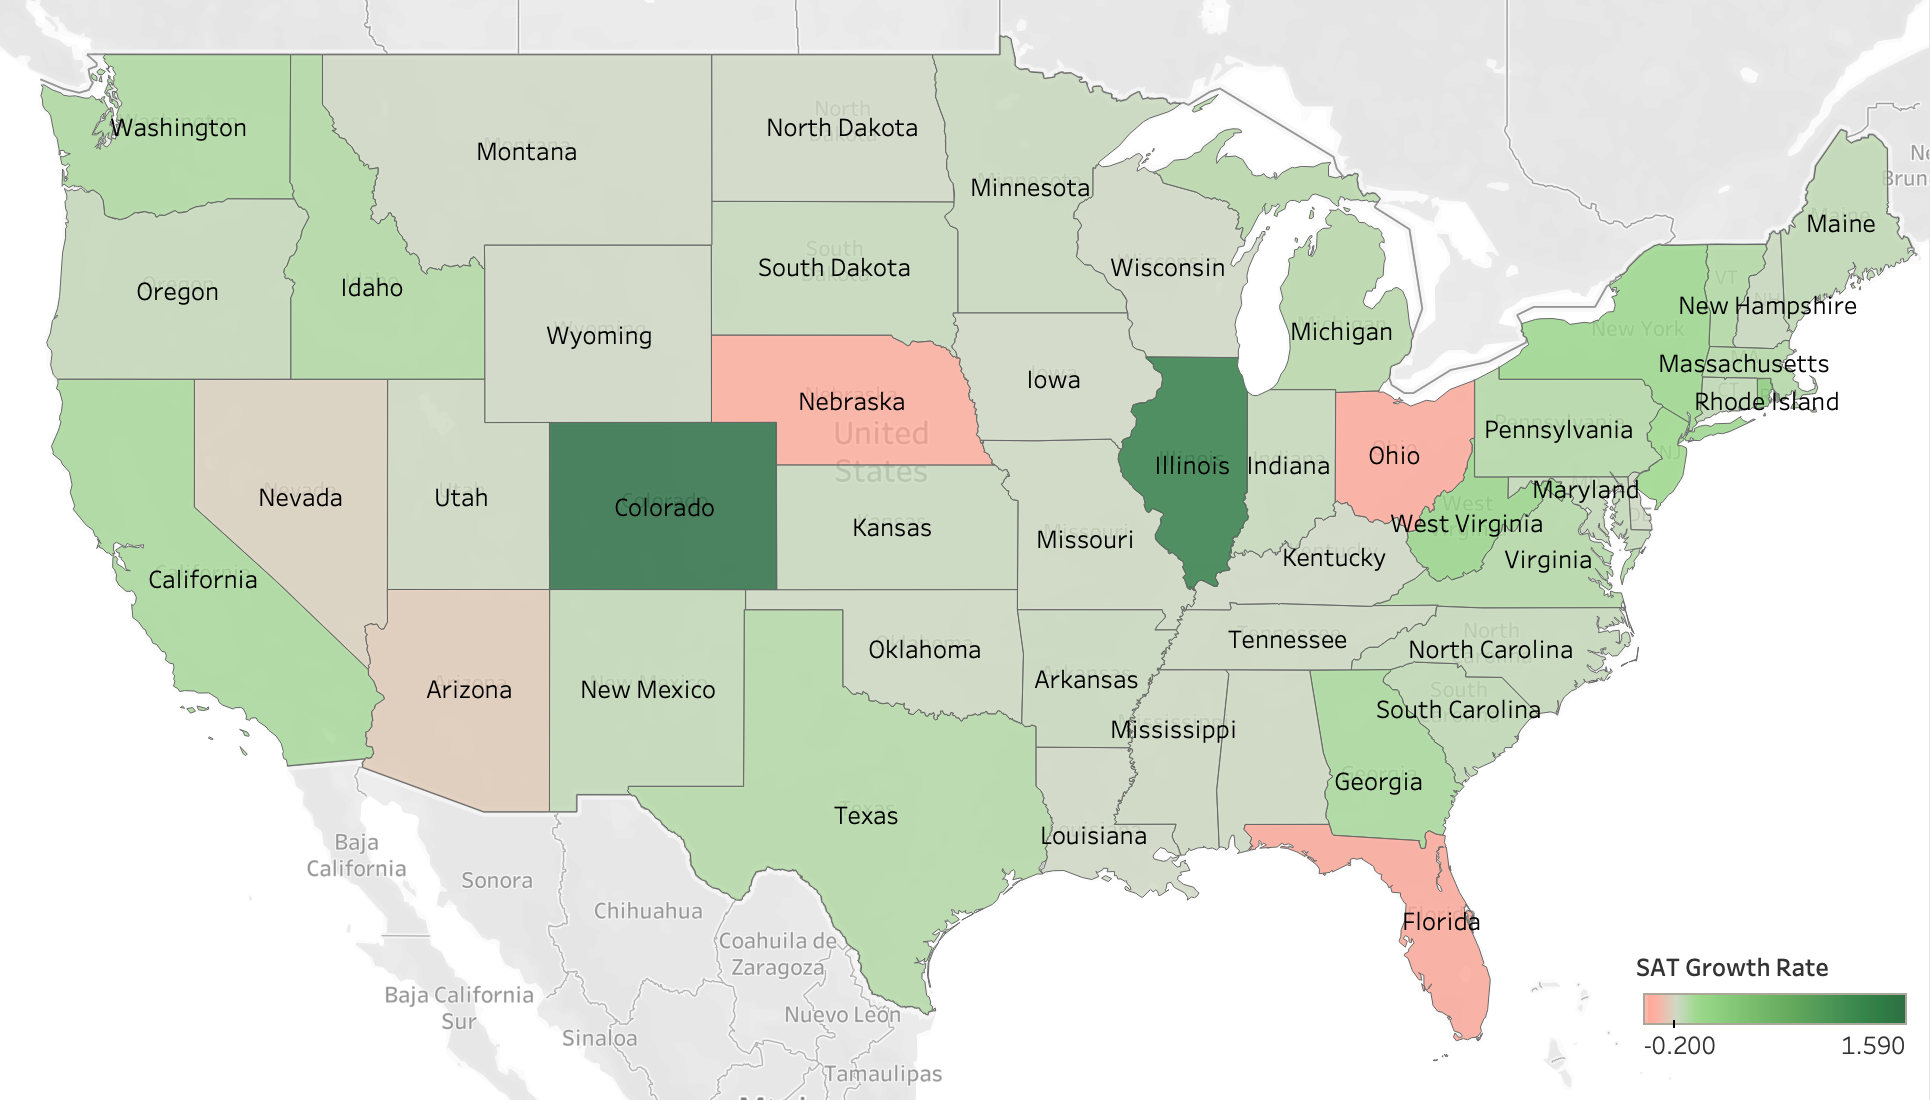 Washington
Montana
North Dakota
Minnesota
Wisconsin
Michigan
Maine
Oregon
Idaho
Wyoming
South Dakota
VT
New Hampshire
New York
Massachusetts
CT
Rhode Island
Nebraska
Iowa
United
States
Illinois
Indiana
Ohio
Pennsylvania
NJ
Maryland
West Virginia
Virginia
Nevada
Utah
Colorado
Kansas
Missouri
Kentucky
California
Arizona
New Mexico
Oklahoma
Arkansas
Tennessee
North Carolina
South Carolina
Mississippi
Georgia
Texas
Louisiana
Florida
Baja
California
Sonora
Chihuahua
Coahuila de
Zaragoza
Baja California
Sur
Sinaloa
Nuevo León
Tamaulipas
SAT Growth Rate
-0.200 1.590